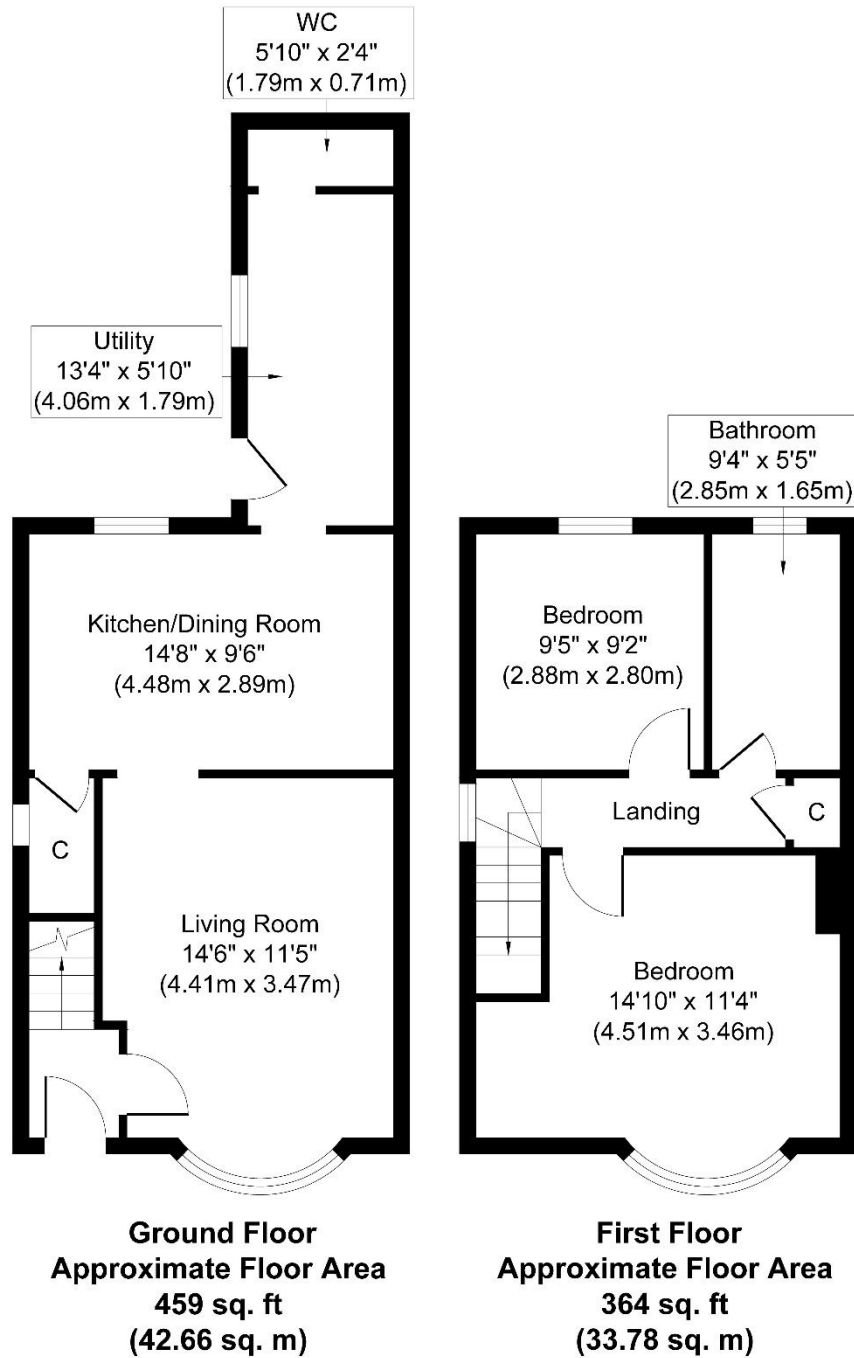 WC
5'10" x 2'4"
(1.79m x 0.71m)
Utility
13'4" x 5'10"
(4.06m x 1.79m)
Kitchen/Dining Room
14'8" x 9'6"
(4.48m x 2.89m)
C
Living Room
14'6" x 11'5"
(4.41m x 3.47m)
Ground Floor
Approximate Floor Area
459 sq. ft
(42.66 sq. m)
Bathroom
9'4" x 5'5"
(2.85m x 1.65m)
Bedroom
9'5" x 9'2"
(2.88m x 2.80m)
Landing
C
Bedroom
14'10" x 11'4"
(4.51m x 3.46m)
First Floor
Approximate Floor Area
364 sq. ft
(33.78 sq. m)